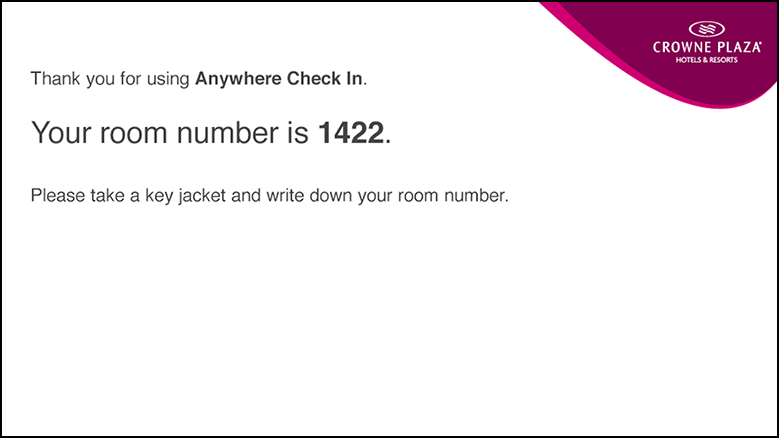 CROWNE PLAZA
HOTELS & RESORTS
Thank you for using Anywhere Check In.
Your room number is 1422.
Please take a key jacket and write down your room number.